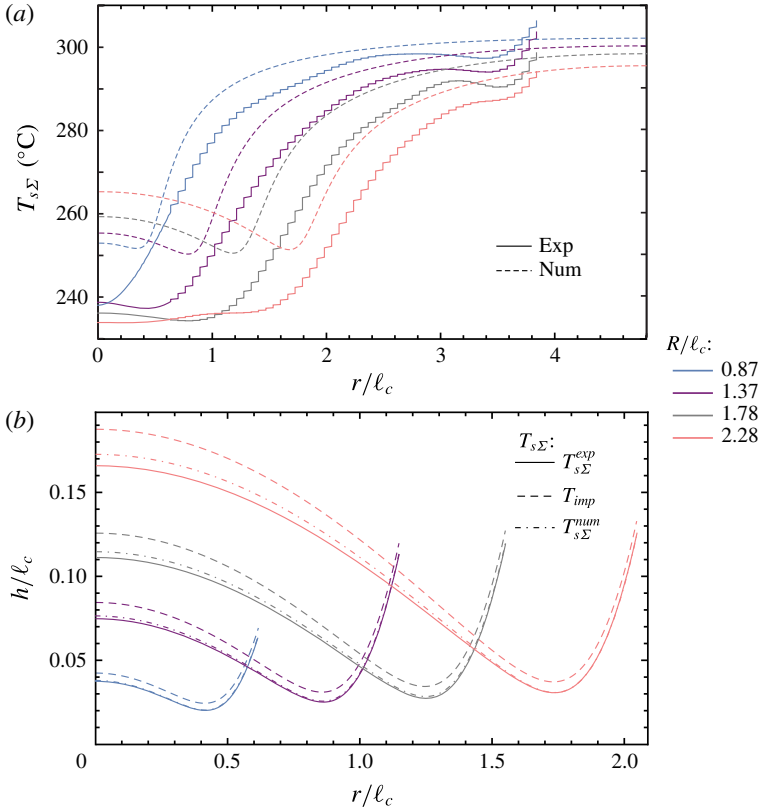 (a)
300
280
260
240
T_{sΣ} (°C)
Exp
Num
0
1
2
3
4
r/ℓ_c
R/ℓ_c:
0.87
1.37
1.78
2.28
(b)
0.15
0.10
0.05
0
h/ℓ_c
T_{sΣ}:
T_{sΣ}^{exp}
T_{imp}
T_{sΣ}^{num}
0.5
1.0
1.5
2.0
r/ℓ_c